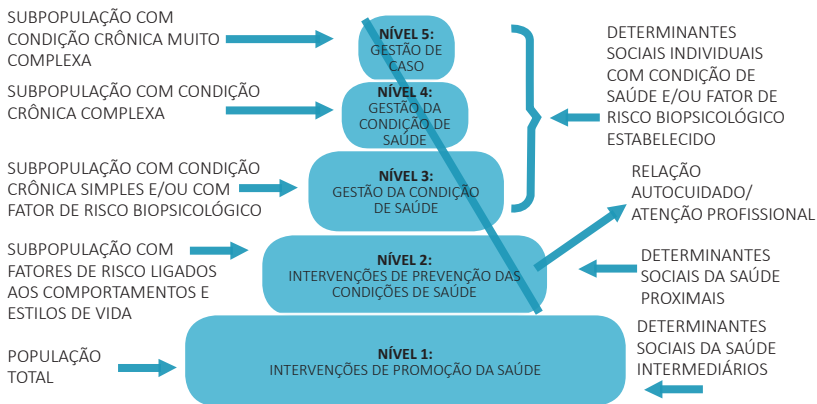 SUBPOPULAÇÃO COM
CONDIÇÃO CRÔNICA MUITO
COMPLEXA
SUBPOPULAÇÃO COM CONDIÇÃO
CRÔNICA COMPLEXA
SUBPOPULAÇÃO COM CONDIÇÃO
CRÔNICA SIMPLES E/OU COM
FATOR DE RISCO BIOPSICOLÓGICO
SUBPOPULAÇÃO COM
FATORES DE RISCO LIGADOS
AOS COMPORTAMENTOS E
ESTILOS DE VIDA
POPULAÇÃO
TOTAL
NÍVEL 5:
GESTÃO DE
CASO
NÍVEL 4:
GESTÃO DA
CONDIÇÃO DE
SAÚDE
NÍVEL 3:
GESTÃO DA CONDIÇÃO
DE SAÚDE
NÍVEL 2:
INTERVENÇÕES DE PREVENÇÃO DAS
CONDIÇÕES DE SAÚDE
NÍVEL 1:
INTERVENÇÕES DE PROMOÇÃO DA SAÚDE
DETERMINANTES
SOCIAIS INDIVIDUAIS
COM CONDIÇÃO DE
SAÚDE E/OU FATOR DE
RISCO BIOPSICOLÓGICO
ESTABELECIDO
RELAÇÃO
AUTOCUIDADO/
ATENÇÃO PROFISSIONAL
DETERMINANTES
SOCIAIS DA SAÚDE
PROXIMAIS
DETERMINANTES
SOCIAIS DA SAÚDE
INTERMEDIÁRIOS